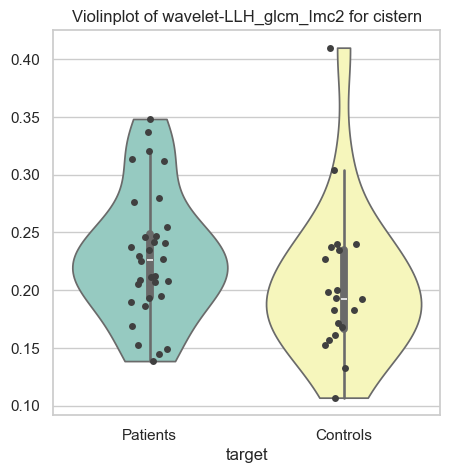 Violinplot of wavelet-LLH_glcm_Imc2 for cistern
0.40
0.35
0.30
0.25
0.20
0.15
0.10
Patients Controls
target